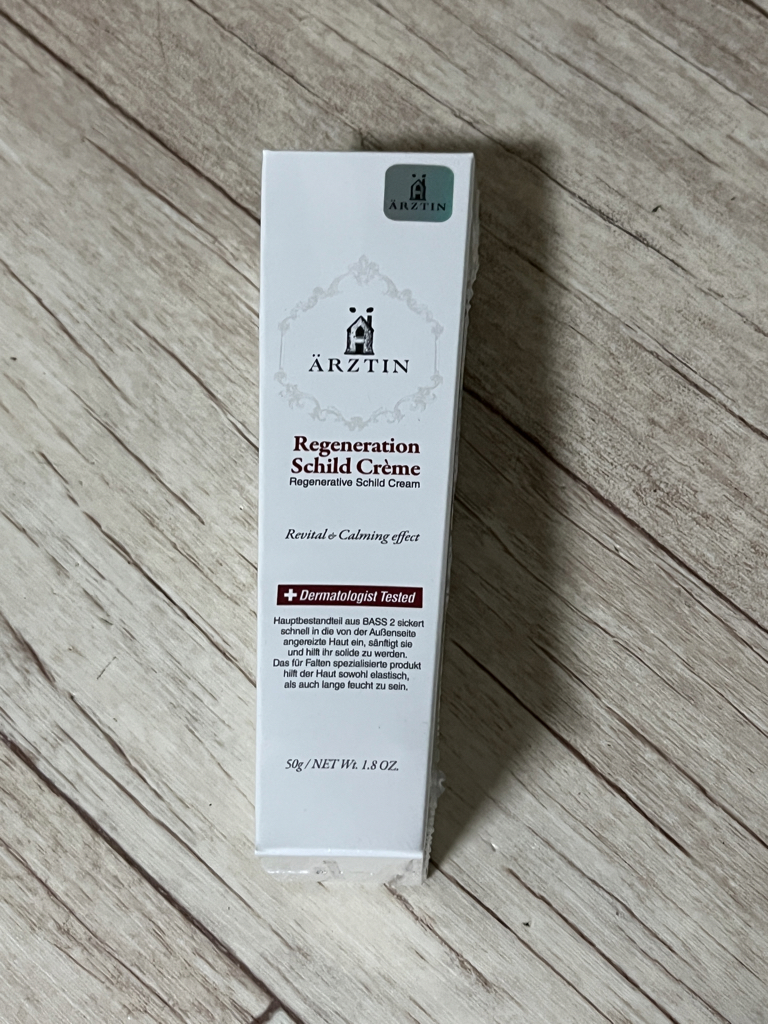 ÄRZTIN
ÄRZTIN
Regeneration
Schild Crème
Regenerative Schild Cream
Revital & Calming effect
Dermatologist Tested
Hauptbestandteil aus BASS 2 sickert
schnell in die von der Außenseite
angereizte Haut ein, sänftigt sie
und hilft ihr solide zu werden.
Das für Falten spezialisierte produkt
hilft der Haut sowohl elastisch,
als auch lange feucht zu sein.
50g / NET Wt. 1.8 OZ.